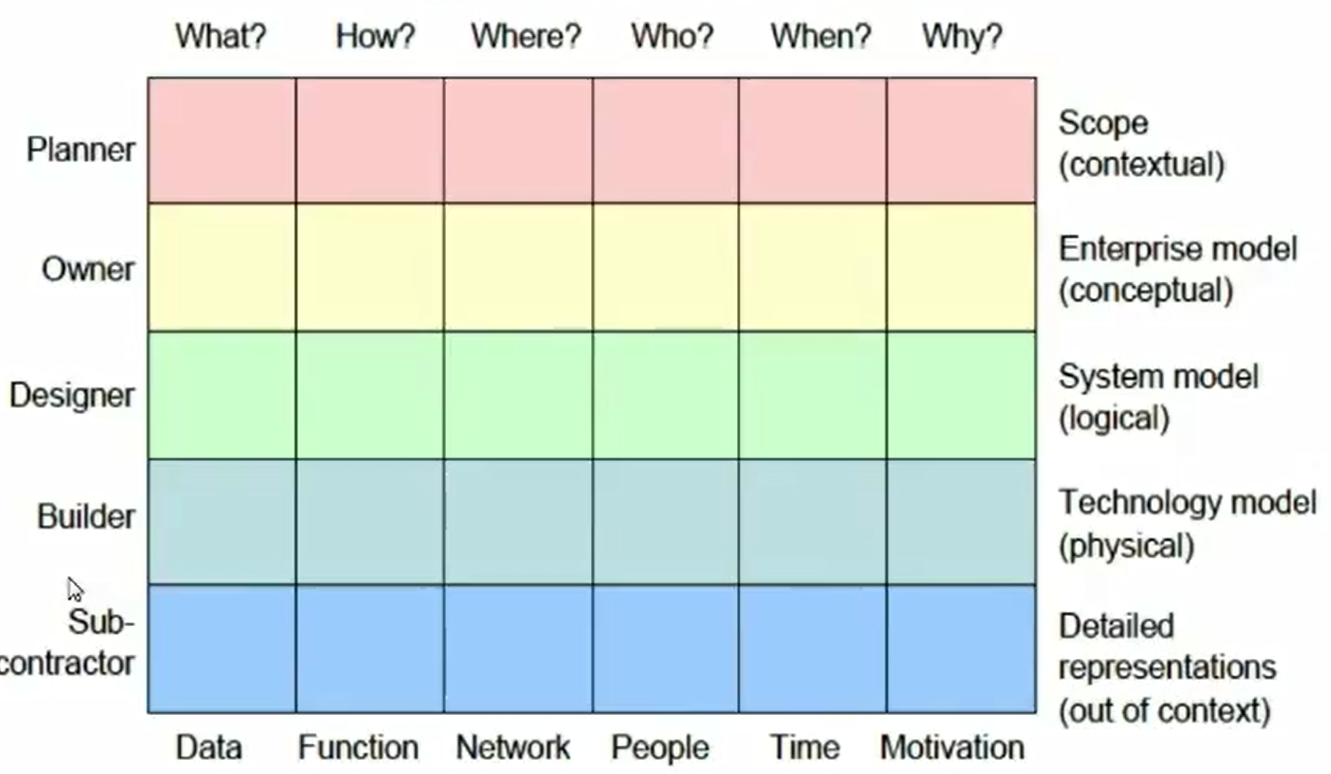 What? How? Where? Who? When? Why?
Planner
Scope
(contextual)
Owner
Enterprise model
(conceptual)
Designer
System model
(logical)
Builder
Technology model
(physical)
Sub-
contractor
Detailed
representations
(out of context)
Data Function Network People Time Motivation